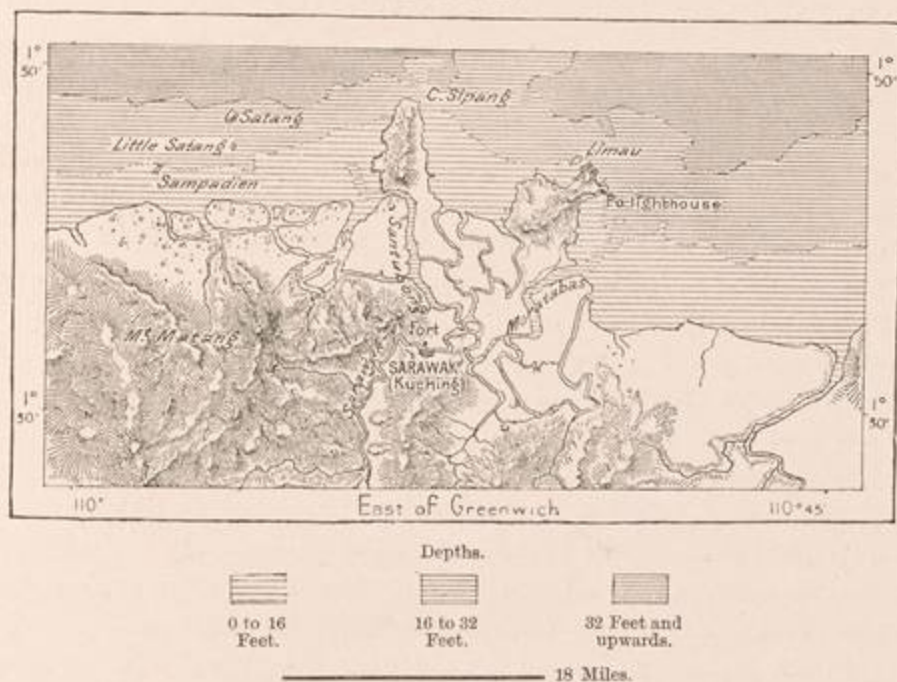 1° 50'
1° 50'
C. Sipang
G.t Satang
Little Satang
Sampadien
Limau
Po lighthouse
Santubong
M. Matabas
Mt. Matang
Fort
SARAWAK
(Kuching)
1° 30'
1° 30'
110°
East of Greenwich
110° 45'
Depths.
0 to 16
Feet.
16 to 32
Feet.
32 Feet and
upwards.
18 Miles.